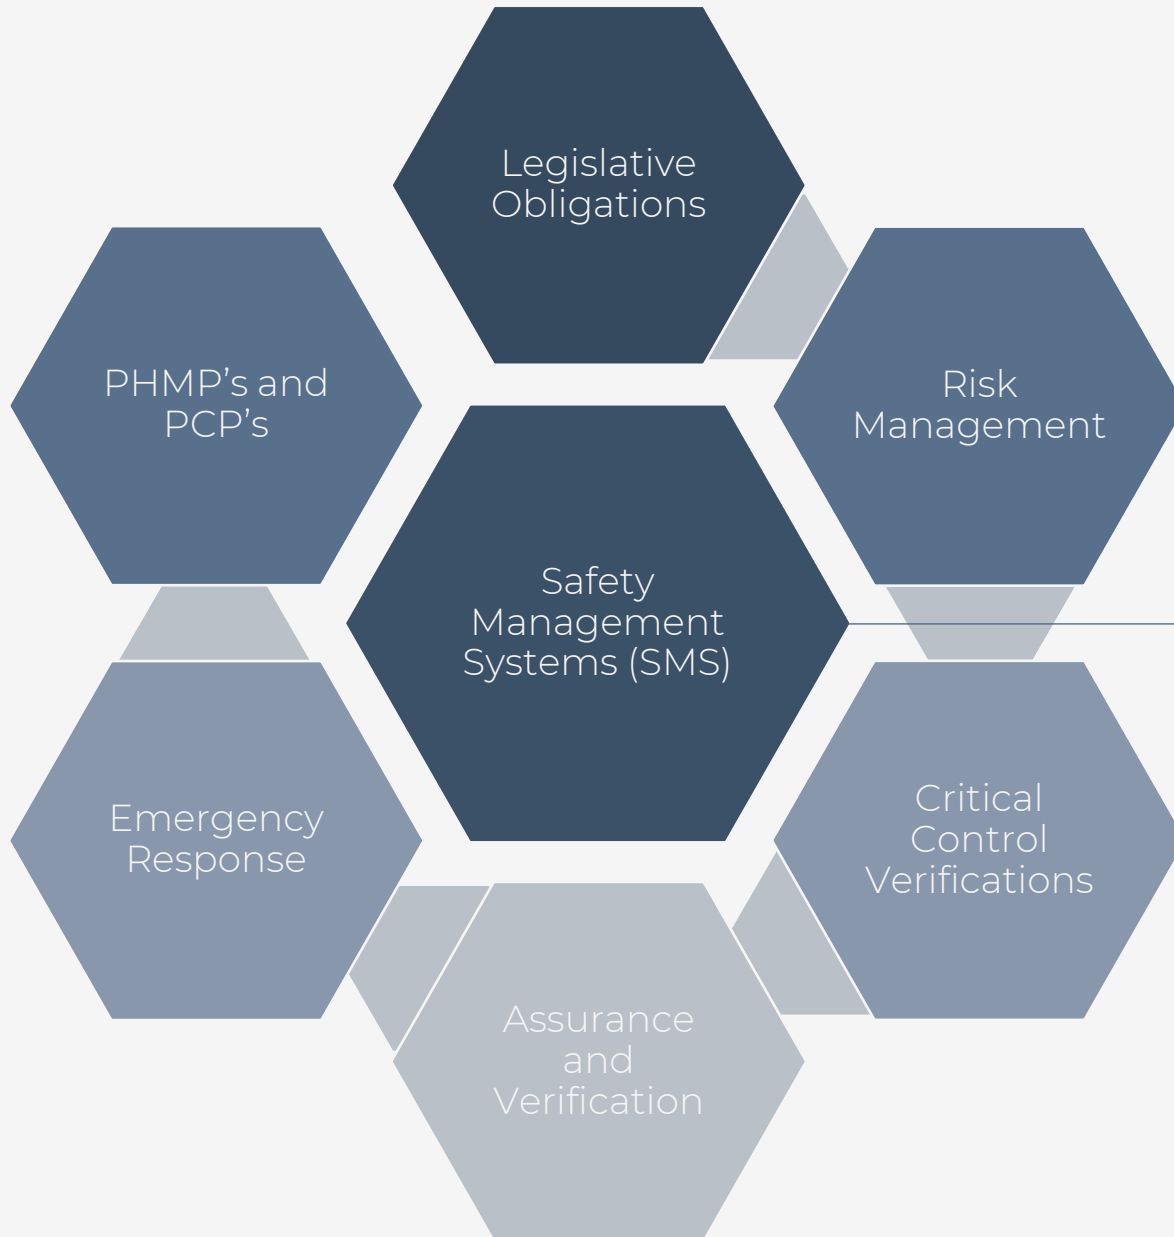 Legislative
Obligations
PHMP’s and
PCP’s
Risk
Management
Safety
Management
Systems (SMS)
Emergency
Response
Critical
Control
Verifications
Assurance
and
Verification